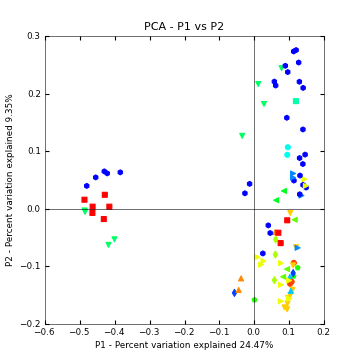 PCA - P1 vs P2
0.3
0.2
0.1
0.0
−0.1
−0.2
P2 - Percent variation explained 9.35%
−0.6 −0.5 −0.4 −0.3 −0.2 −0.1 0.0 0.1 0.2
P1 - Percent variation explained 24.47%